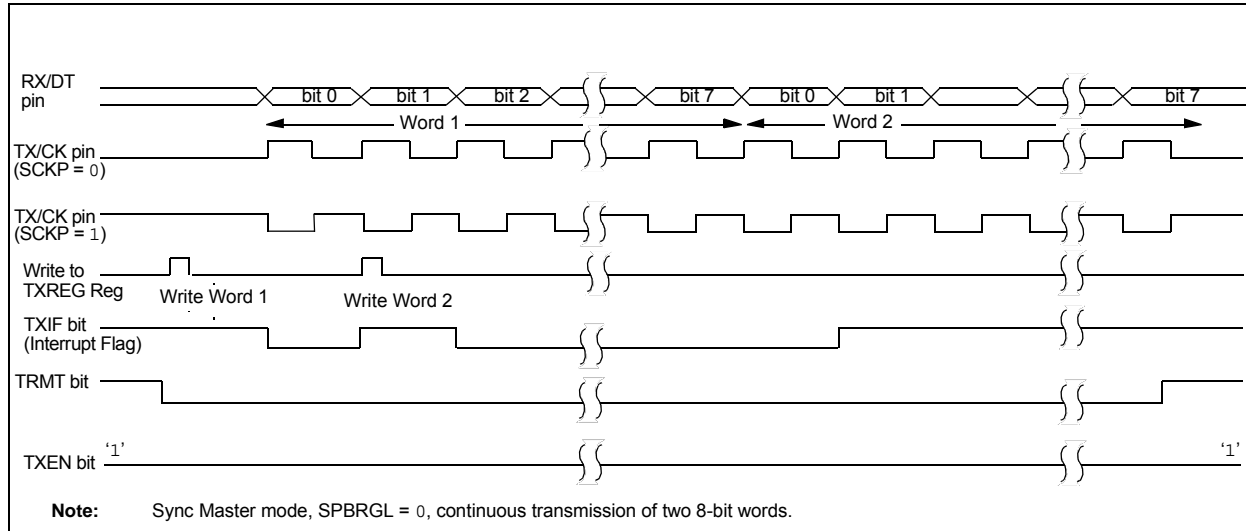 RX/DT
pin
bit 0 bit 1 bit 2 bit 7 bit 0 bit 1 bit 7
Word 1 Word 2
TX/CK pin
(SCKP = 0)
TX/CK pin
(SCKP = 1)
Write to
TXREG Reg
Write Word 1 Write Word 2
TXIF bit
(Interrupt Flag)
TRMT bit
‘1’ ‘1’
TXEN bit
Note: Sync Master mode, SPBRGL = 0, continuous transmission of two 8-bit words.